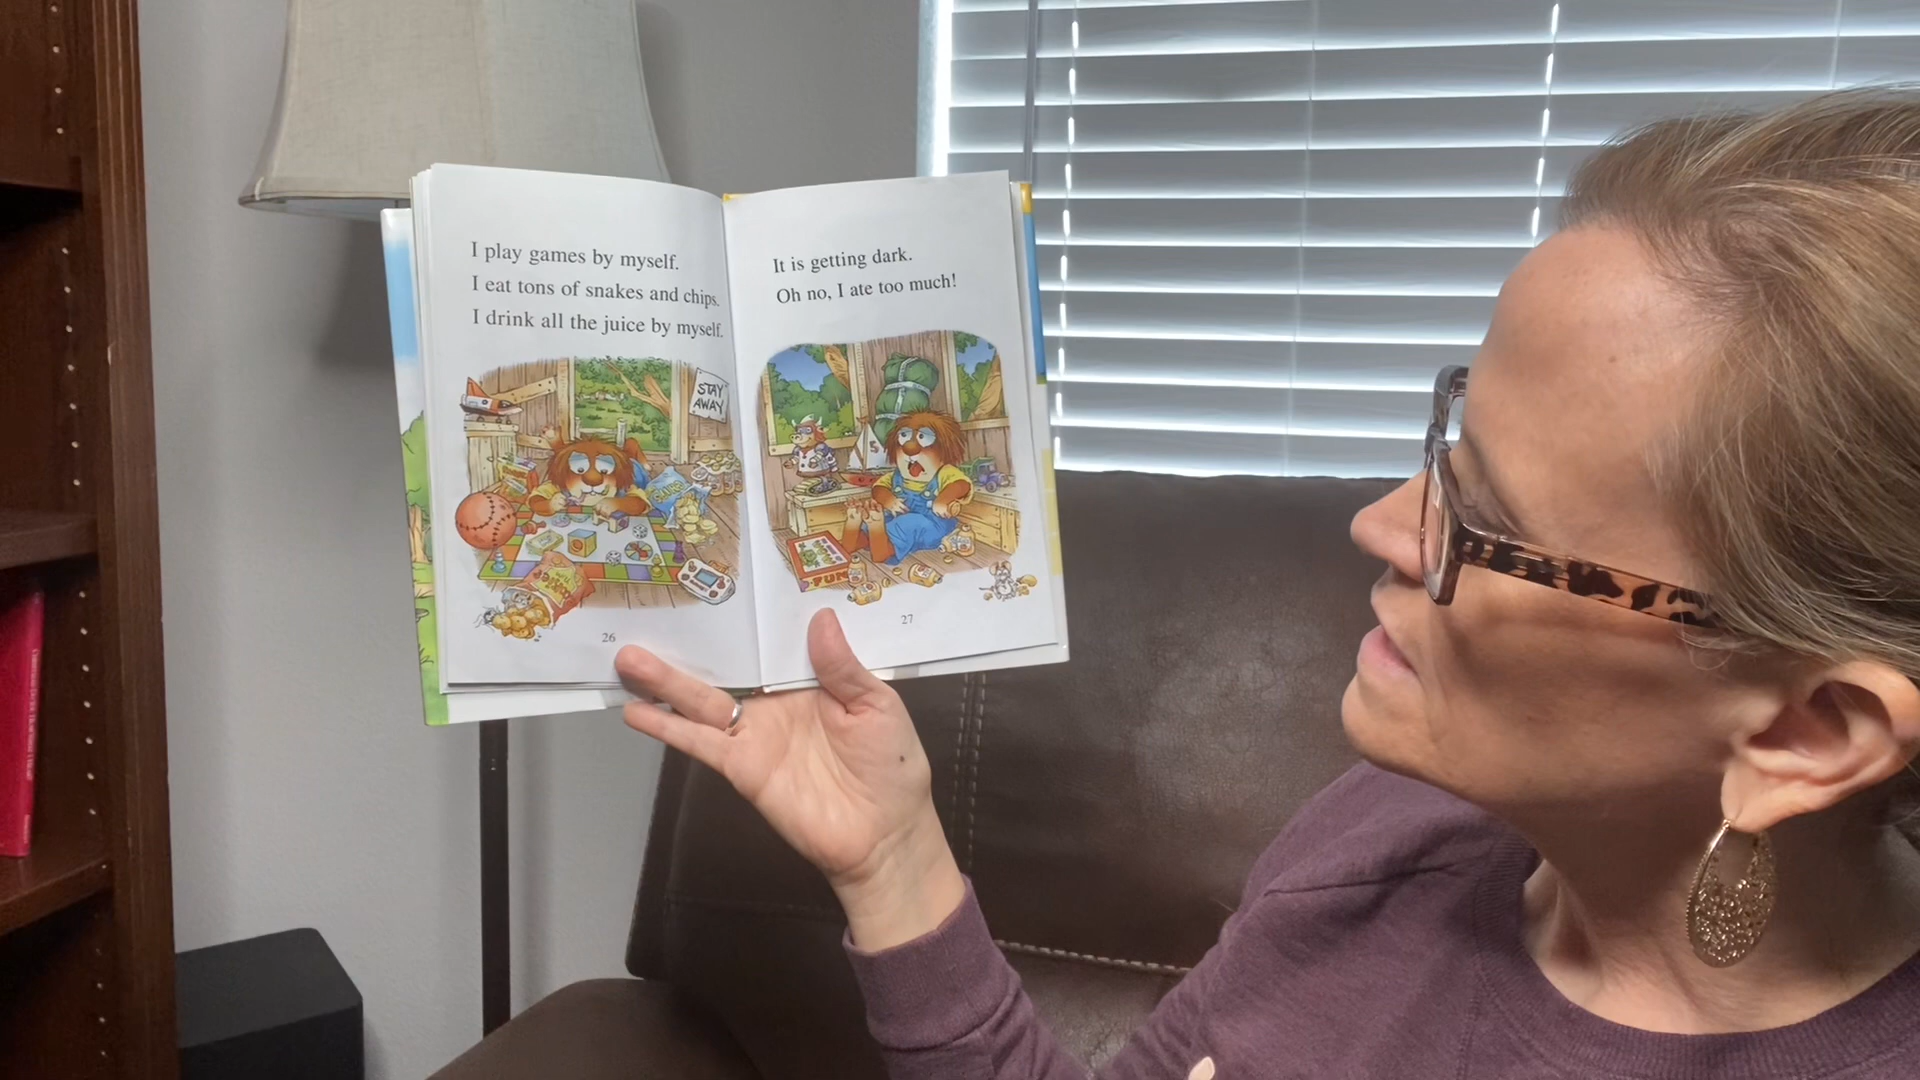 I play games by myself.
I eat tons of snakes and chips.
I drink all the juice by myself.
STAY
AWAY
26
It is getting dark.
Oh no, I ate too much!
FUN
27